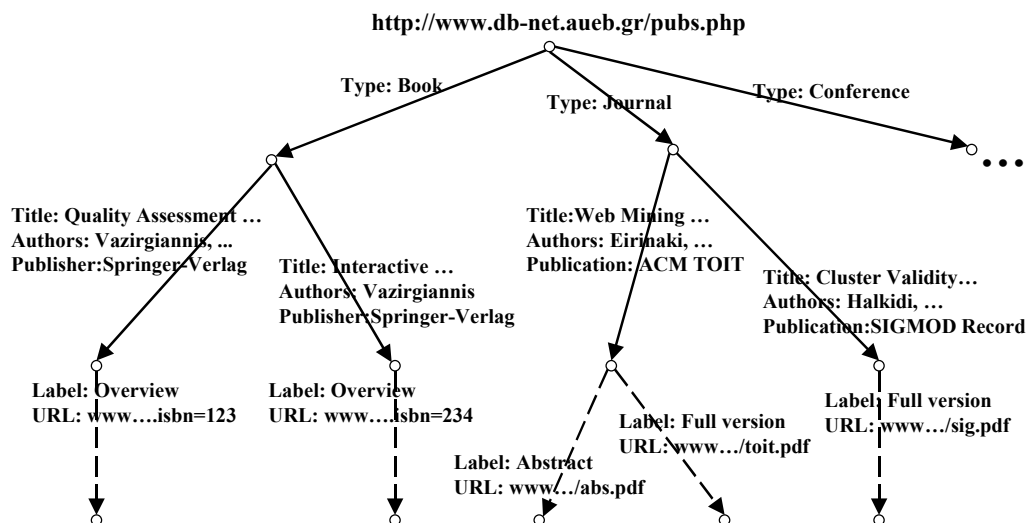 http://www.db-net.aueb.gr/pubs.php
Type: Book
Type: Journal
Type: Conference
...
Title: Quality Assessment …
Authors: Vazirgiannis, ...
Publisher:Springer-Verlag
Title: Interactive …
Authors: Vazirgiannis
Publisher:Springer-Verlag
Title:Web Mining …
Authors: Eirinaki, …
Publication: ACM TOIT
Title: Cluster Validity…
Authors: Halkidi, …
Publication:SIGMOD Record
Label: Overview
URL: www….isbn=123
Label: Overview
URL: www….isbn=234
Label: Abstract
URL: www…/abs.pdf
Label: Full version
URL: www…/toit.pdf
Label: Full version
URL: www…/sig.pdf